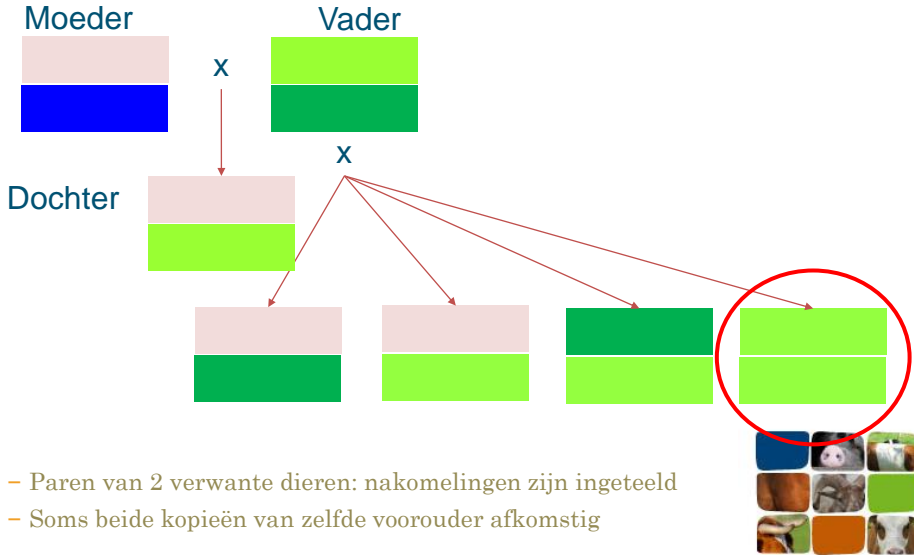 Moeder
Vader
x
x
Dochter
– Paren van 2 verwante dieren: nakomelingen zijn ingeteeld
– Soms beide kopieën van zelfde voorouder afkomstig